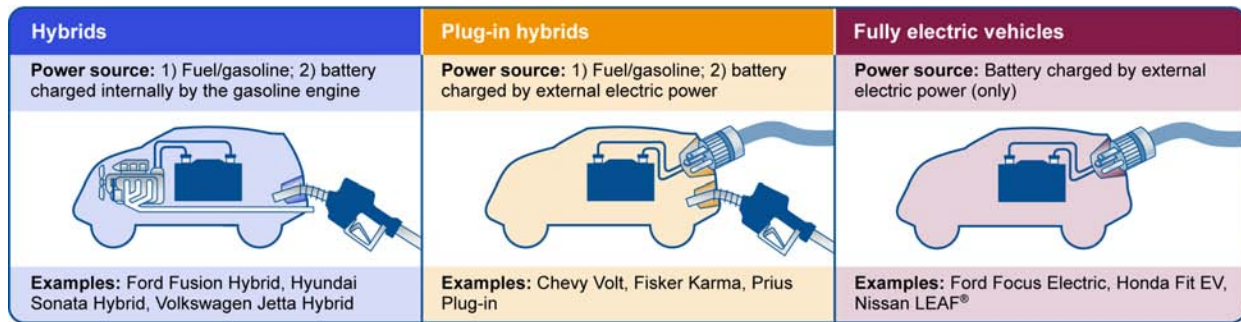 Hybrids
Power source: 1) Fuel/gasoline; 2) battery
charged internally by the gasoline engine
Examples: Ford Fusion Hybrid, Hyundai
Sonata Hybrid, Volkswagen Jetta Hybrid
Plug-in hybrids
Power source: 1) Fuel/gasoline; 2) battery
charged by external electric power
Examples: Chevy Volt, Fisker Karma, Prius
Plug-in
Fully electric vehicles
Power source: Battery charged by external
electric power (only)
Examples: Ford Focus Electric, Honda Fit EV,
Nissan LEAF®